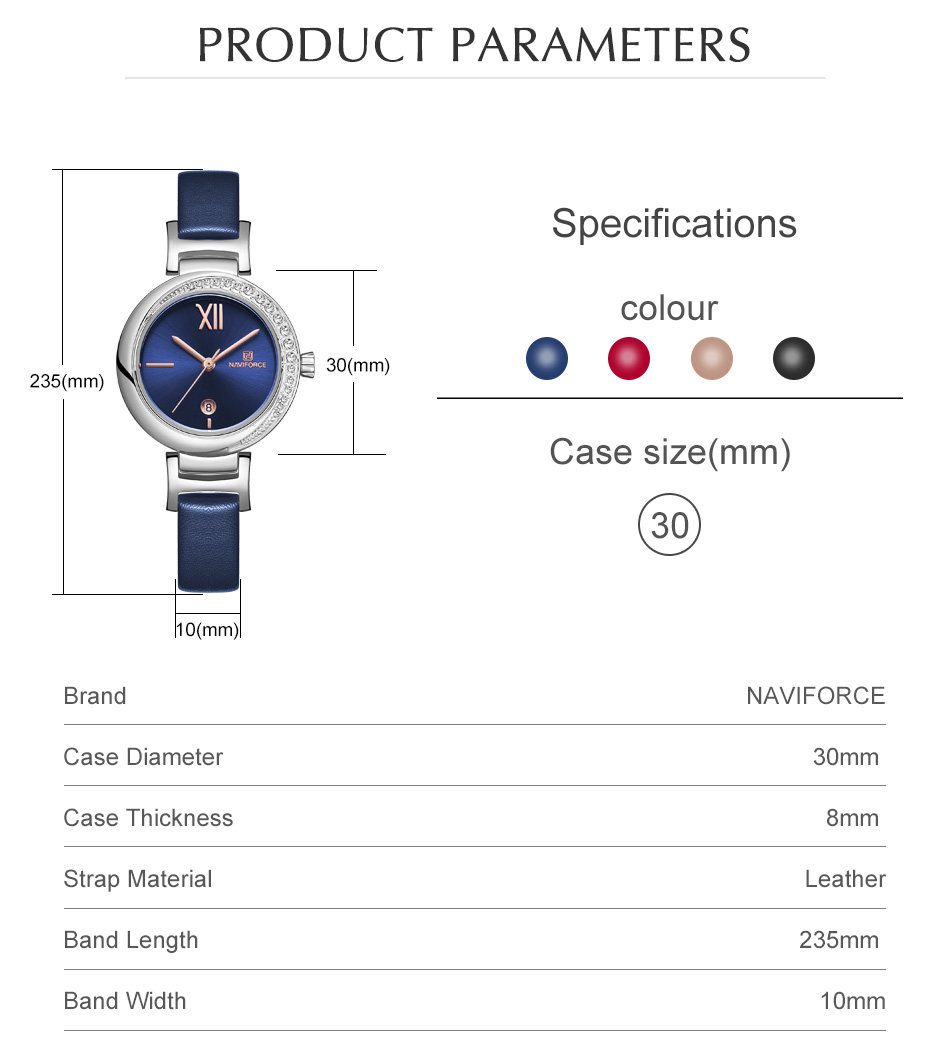 PRODUCT PARAMETERS
Specifications
colour
XII
NAVIFORCE
8
30(mm)
235(mm)
Case size(mm)
30
10(mm)
Brand NAVIFORCE
Case Diameter 30mm
Case Thickness 8mm
Strap Material Leather
Band Length 235mm
Band Width 10mm